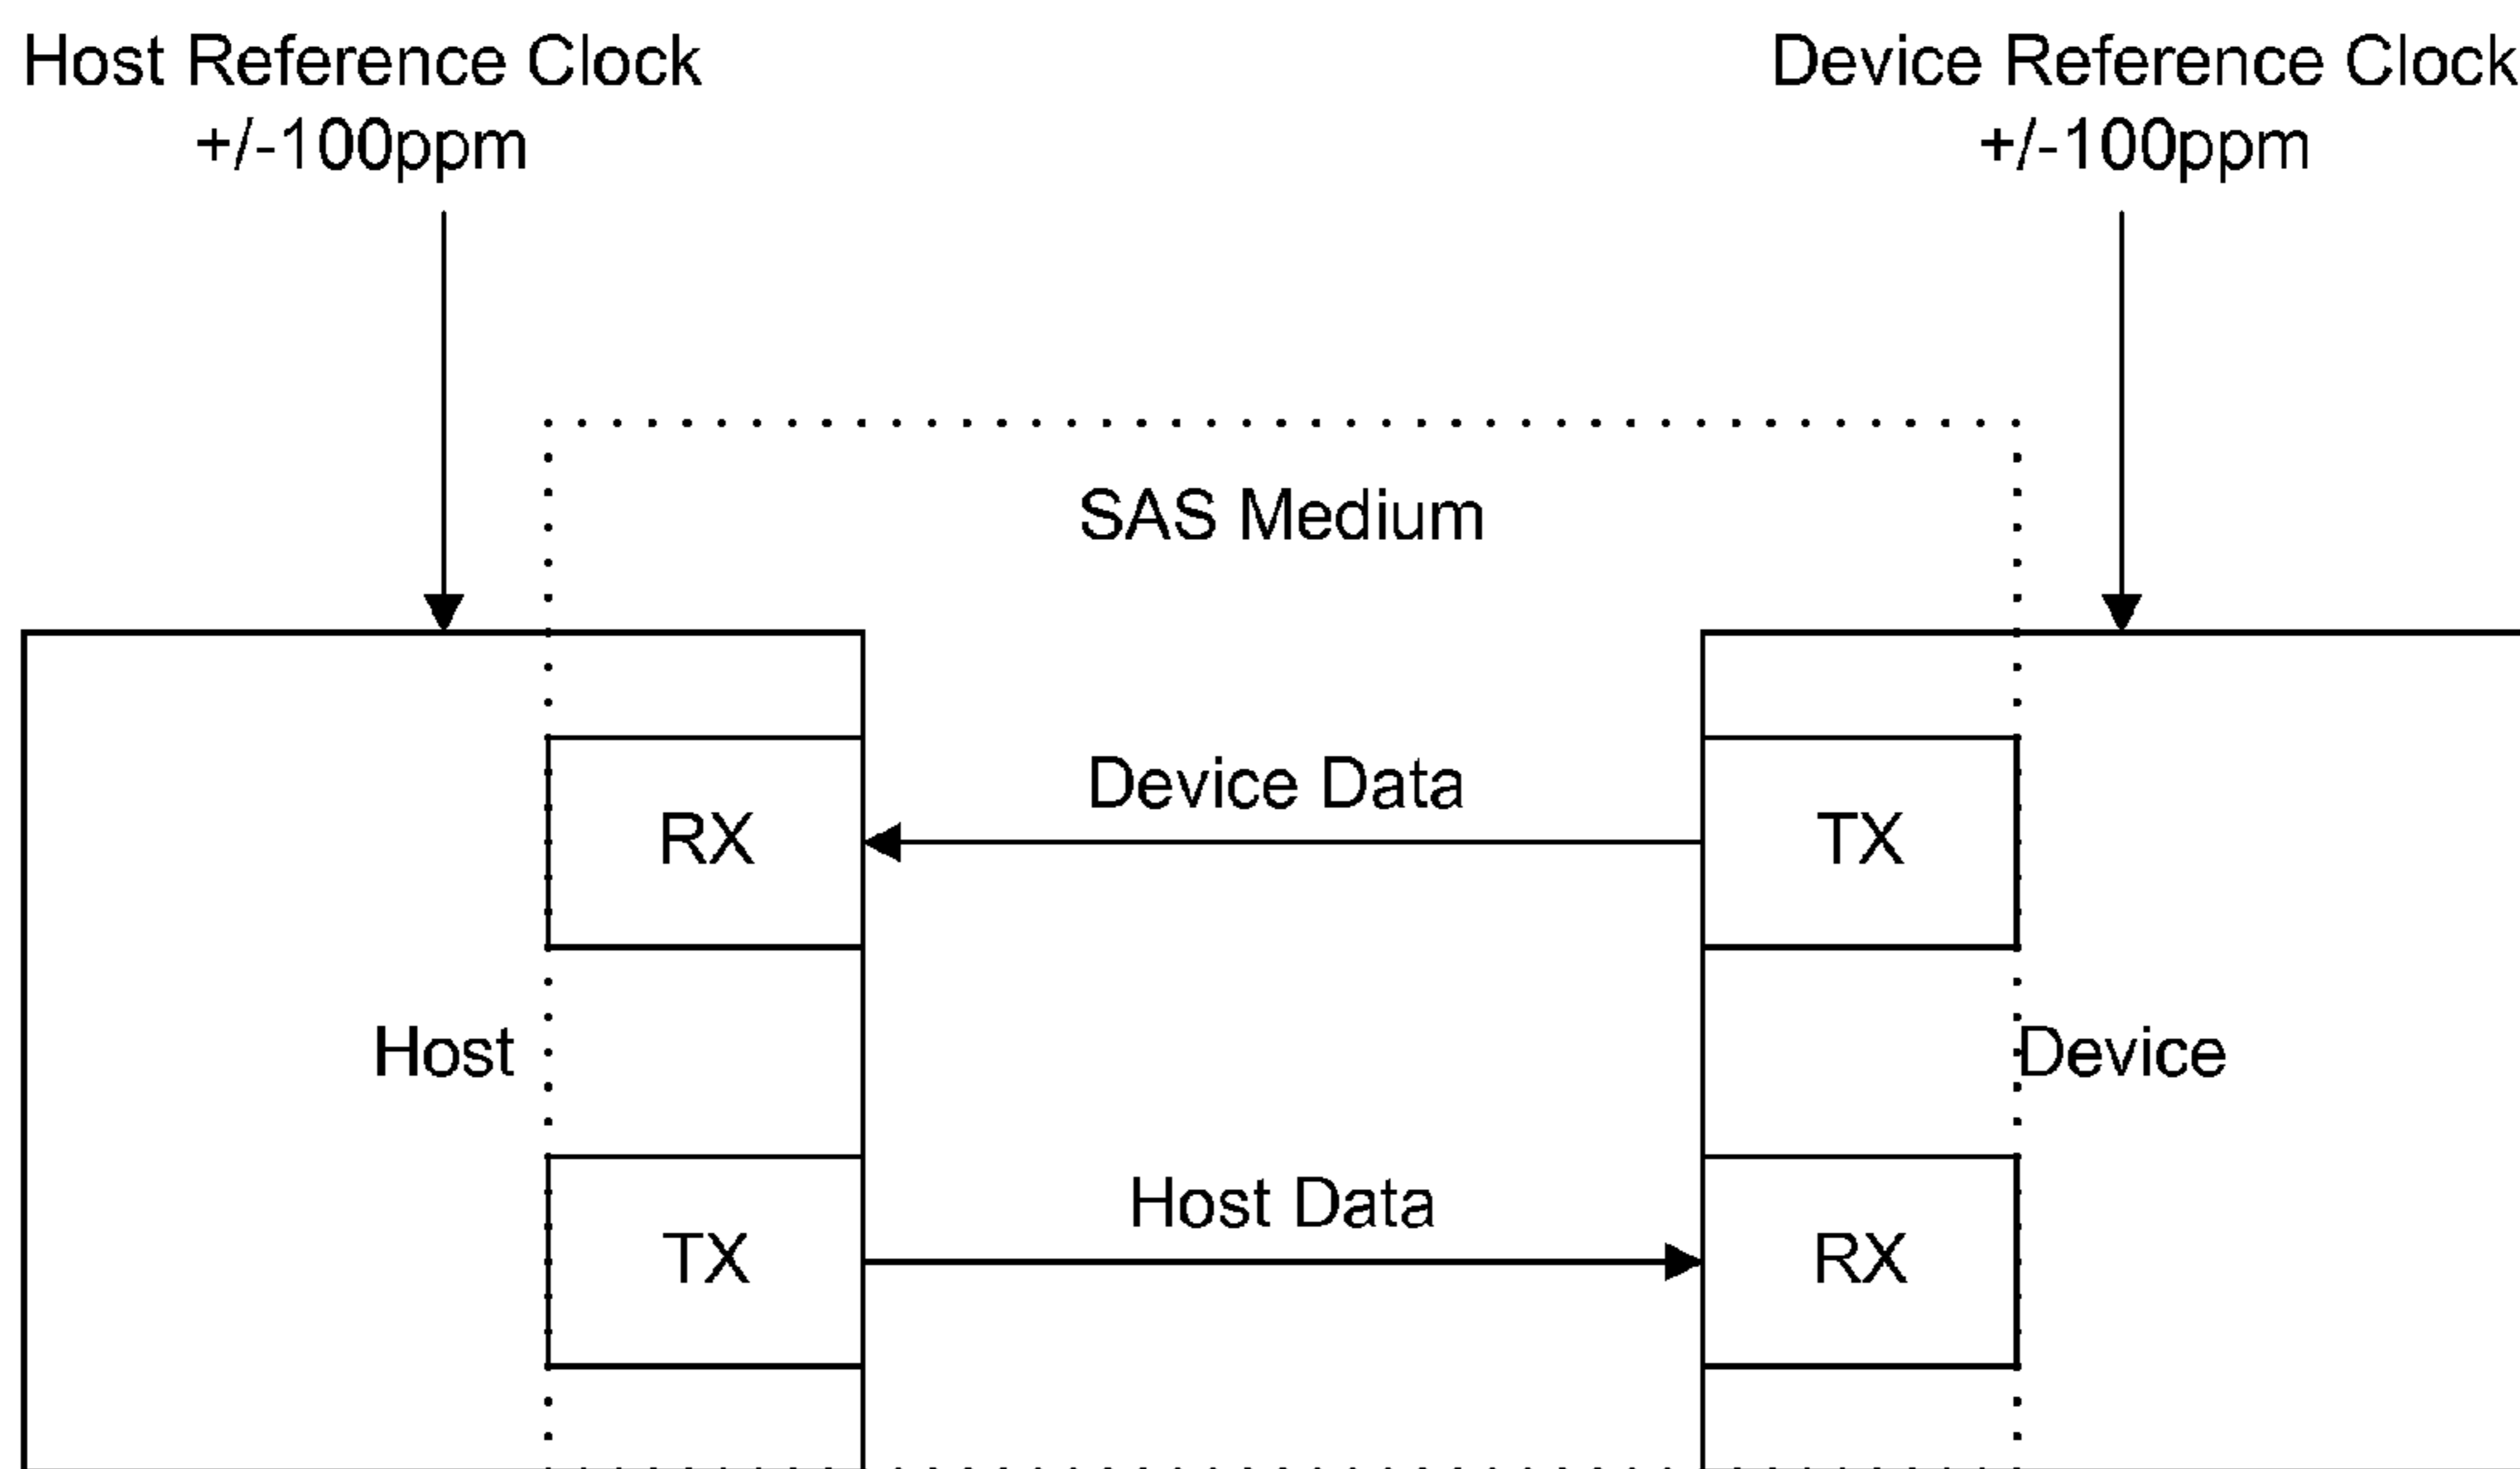 Host Reference Clock
+/-100ppm
Device Reference Clock
+/-100ppm
SAS Medium
Device Data
RX
TX
Host
Device
Host Data
TX
RX